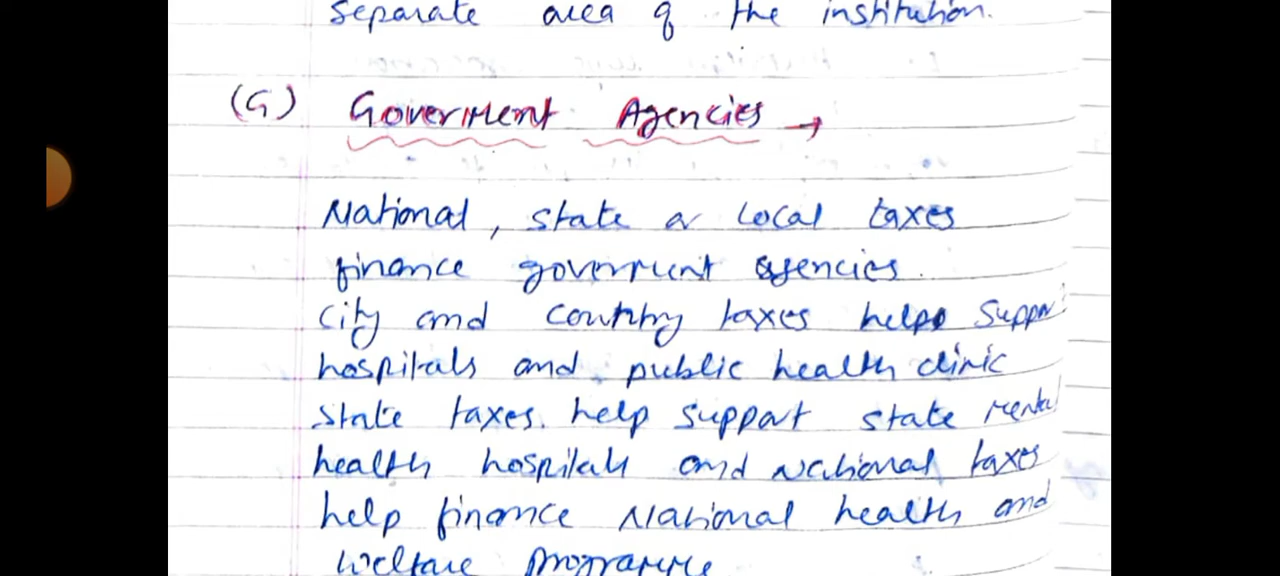 separate area of the institution.
(G) Government Agencies →
National, state or local taxes
finance government agencies.
City and country taxes help suppor
hospitals and public health clinic
state taxes. help support state mental
health hospitals and national taxes
help finance National health and
welfare programme